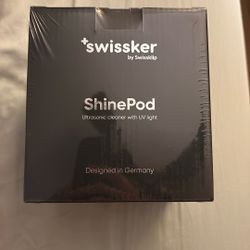 swissker
by Swissklip
ShinePod
Ultrasonic cleaner with UV light
Designed in Germany